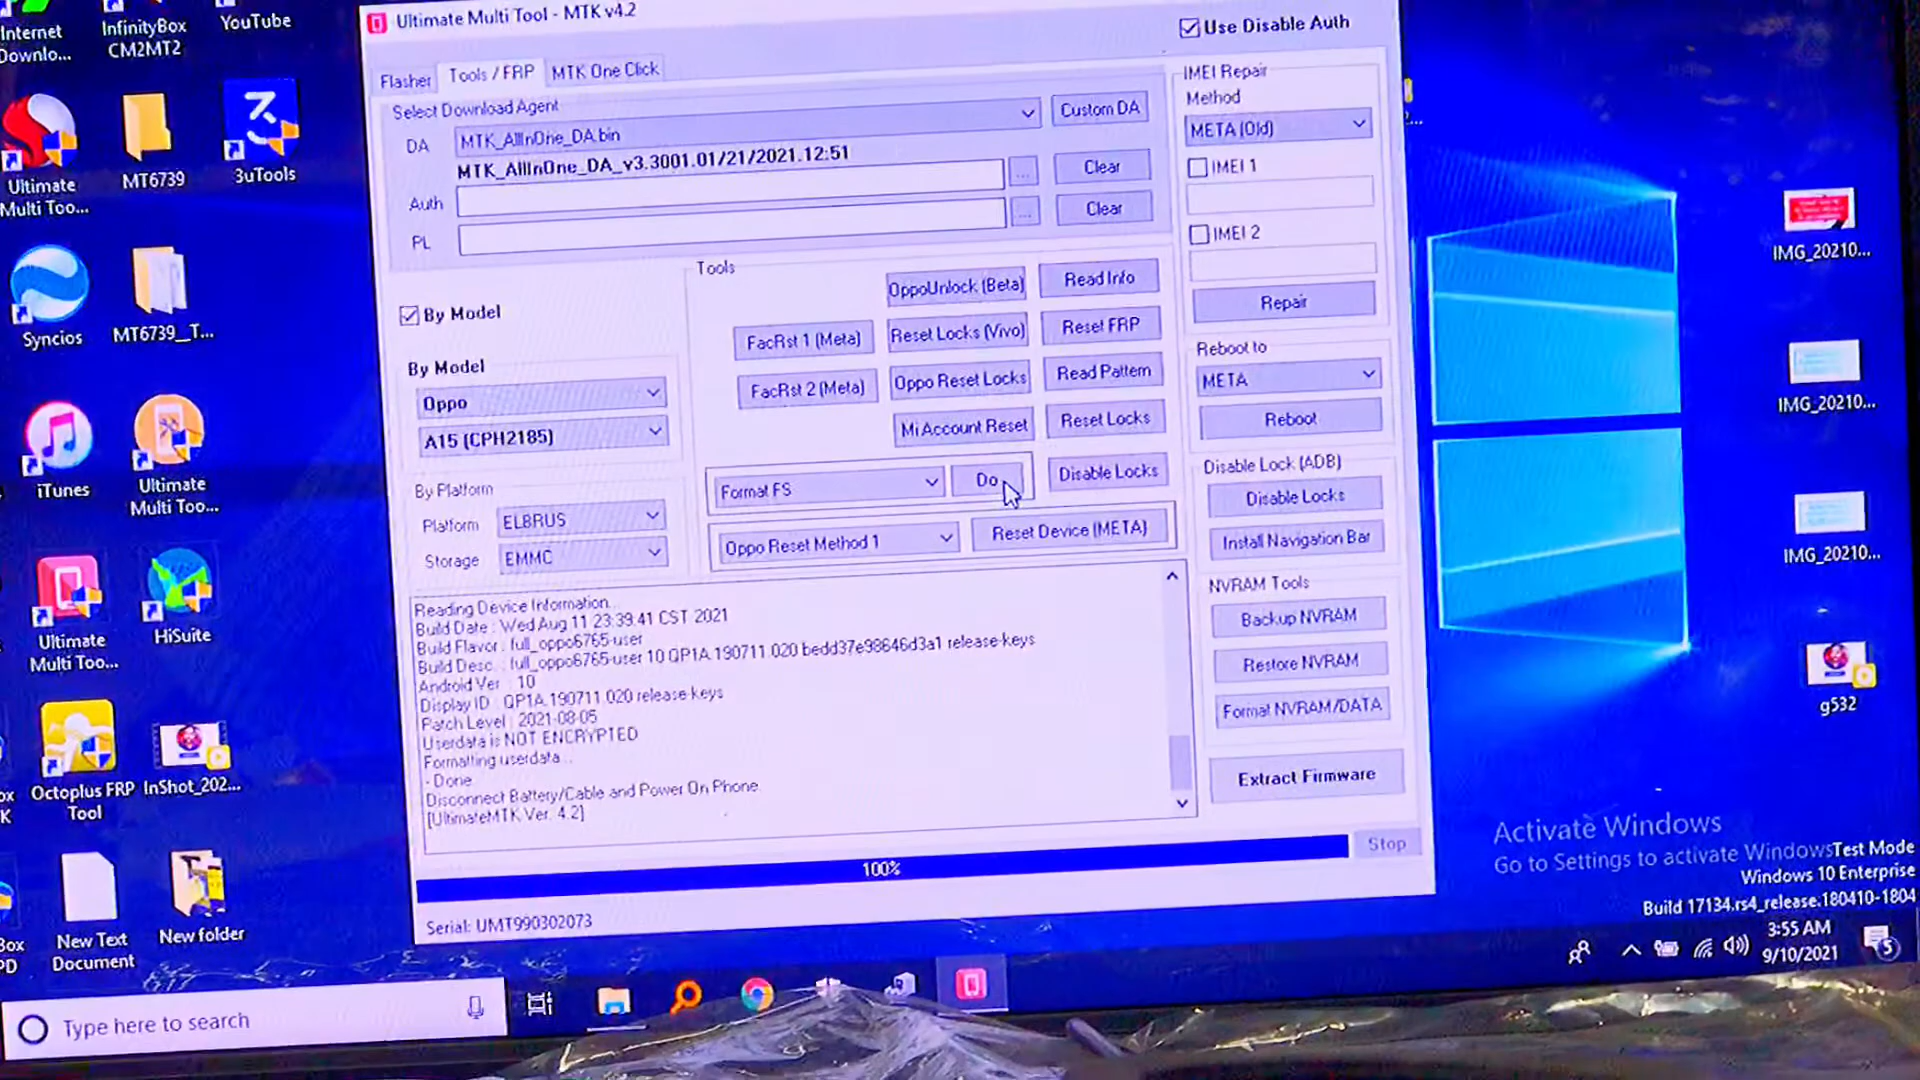 Internet
Downlo...
InfinityBox
CM2MT2
YouTube
Ultimate
Multi Too...
MT6739
3uTools
Syncios
MT6739_T...
iTunes
Ultimate
Multi Too...
Ultimate
Multi Too...
HiSuite
Octoplus FRP
Tool
InShot_202...
New Text
Document
New folder
Ultimate Multi Tool - MTK v4.2
Use Disable Auth
Flasher
Tools / FRP
MTK One Click
Select Download Agent
DA
MTK_AllInOne_DA.bin
Custom DA
MTK_AllInOne_DA_v3.3001.01/21/2021.12:51
Auth
...
Clear
PL
...
Clear
By Model
By Model
Oppo
A15 (CPH2185)
By Platform
Platform
ELBRUS
Storage
EMMC
Tools
OppoUnlock (Beta)
Read Info
FacRst 1 (Meta)
Reset Locks (Vivo)
Reset FRP
FacRst 2 (Meta)
Oppo Reset Locks
Read Pattern
Mi Account Reset
Reset Locks
Format FS
Do
Disable Locks
Oppo Reset Method 1
Reset Device (META)
IMEI Repair
Method
META (Old)
IMEI 1
IMEI 2
Repair
Reboot to
META
Reboot
Disable Lock (ADB)
Disable Locks
Install Navigation Bar
NVRAM Tools
Backup NVRAM
Restore NVRAM
Format NVRAM/DATA
Extract Firmware
Reading Device Information...
Build Date : Wed Aug 11 23:39:41 CST 2021
Build Flavor : full_oppo6765-user
Build Desc. : full_oppo6765-user 10 QP1A.190711.020 bedd37e98646d3a1 release-keys
Android Ver : 10
Display ID : QP1A.190711.020 release-keys
Patch Level : 2021-08-05
Userdata is NOT ENCRYPTED
Formatting userdata...
- Done
Disconnect Battery/Cable and Power On Phone
[UltimateMTK Ver. 4.2]
100%
Stop
Serial: UMT990302073
IMG_20210...
IMG_20210...
IMG_20210...
g532
Activate Windows
Go to Settings to activate Windows
Test Mode
Windows 10 Enterprise
Build 17134.rs4_release.180410-1804
3:55 AM
9/10/2021
5
Type here to search